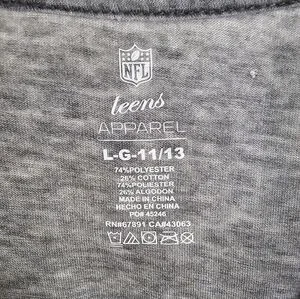 NFL
teens
APPAREL
L-G-11/13
74%POLYESTER
26% COTTON
74%POLIESTER
26% ALGODON
MADE IN CHINA
HECHO EN CHINA
PO# 45246
RN#67891 CA#43063